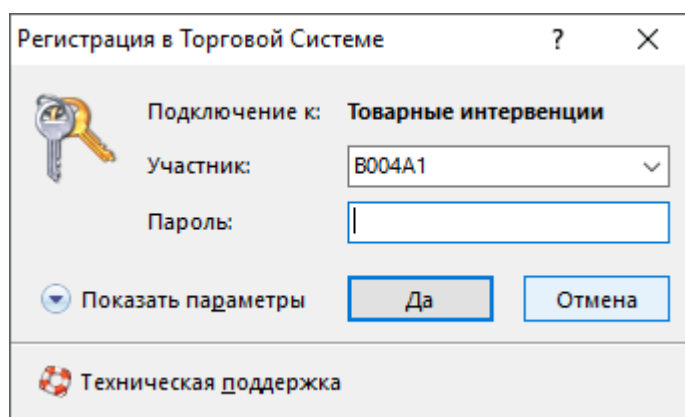 Регистрация в Торговой Системе ?
Подключение к: Товарные интервенции
Участник: B004A1
Пароль:
Показать параметры Да Отмена
Техническая поддержка